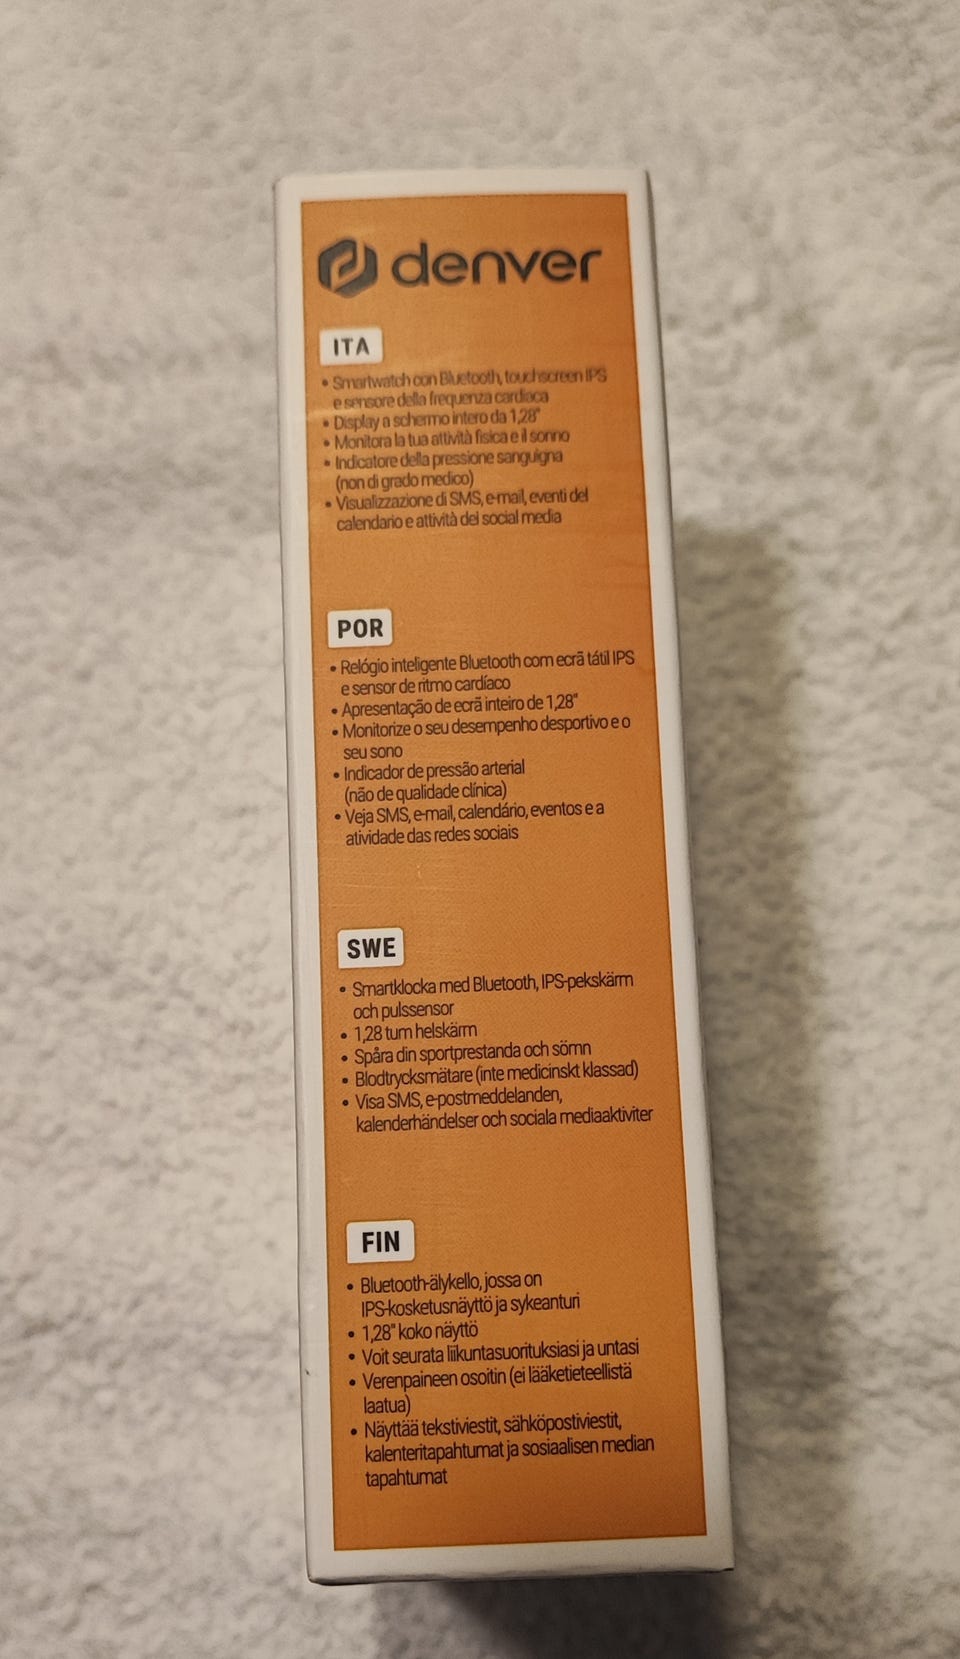 denver
ITA
• Smartwatch con Bluetooth, touchscreen IPS
e sensore della frequenza cardiaca
• Display a schermo intero da 1,28"
• Monitora la tua attività fisica e il sonno
• Indicatore della pressione sanguigna
(non di grado medico)
• Visualizzazione di SMS, e-mail, eventi del
calendario e attività dei social media
POR
• Relógio inteligente Bluetooth com ecrã tátil IPS
e sensor de ritmo cardíaco
• Apresentação de ecrã inteiro de 1,28"
• Monitorize o seu desempenho desportivo e o
seu sono
• Indicador de pressão arterial
(não de qualidade clínica)
• Veja SMS, e-mail, calendário, eventos e a
atividade das redes sociais
SWE
• Smartklocka med Bluetooth, IPS-pekskärm
och pulssensor
• 1,28 tum helskärm
• Spåra din sportprestanda och sömn
• Blodtrycksmätare (inte medicinskt klassad)
• Visa SMS, e-postmeddelanden,
kalenderhändelser och sociala mediaaktiviter
FIN
• Bluetooth-älykello, jossa on
IPS-kosketusnäyttö ja sykeanturi
• 1,28" koko näyttö
• Voit seurata liikuntasuorituksiasi ja untasi
• Verenpaineen osoitin (ei lääketieteellistä
laatua)
• Näyttää tekstiviestit, sähköpostiviestit,
kalenteritapahtumat ja sosiaalisen median
tapahtumat